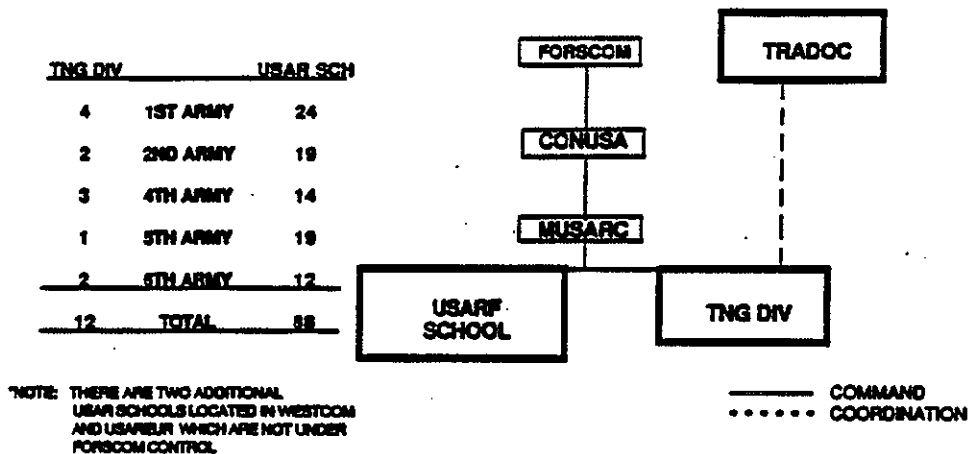 TNG DIV USAR SCH
4 1ST ARMY 24
2 2ND ARMY 19
3 4TH ARMY 14
1 5TH ARMY 19
2 6TH ARMY 12
12 TOTAL 88
*NOTE: THERE ARE TWO ADDITIONAL
USAR SCHOOLS LOCATED IN WESTCOM
AND USAREUR WHICH ARE NOT UNDER
FORSCOM CONTROL
FORSCOM
TRADOC
CONUSA
MUSARC
USARF
SCHOOL
TNG DIV
COMMAND
COORDINATION